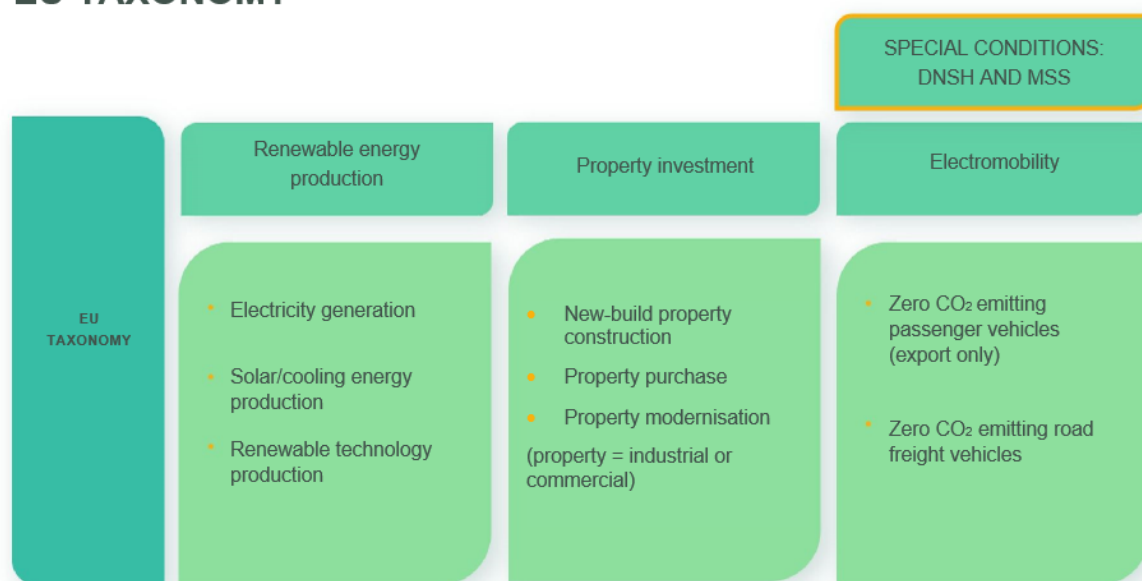 EU TAXONOMY
SPECIAL CONDITIONS:
DNSH AND MSS
Renewable energy
production
Property investment
Electromobility
EU
TAXONOMY
• Electricity generation
• Solar/cooling energy
production
• Renewable technology
production
• New-build property
construction
• Property purchase
• Property modernisation
(property = industrial or
commercial)
• Zero CO₂ emitting
passenger vehicles
(export only)
• Zero CO₂ emitting road
freight vehicles